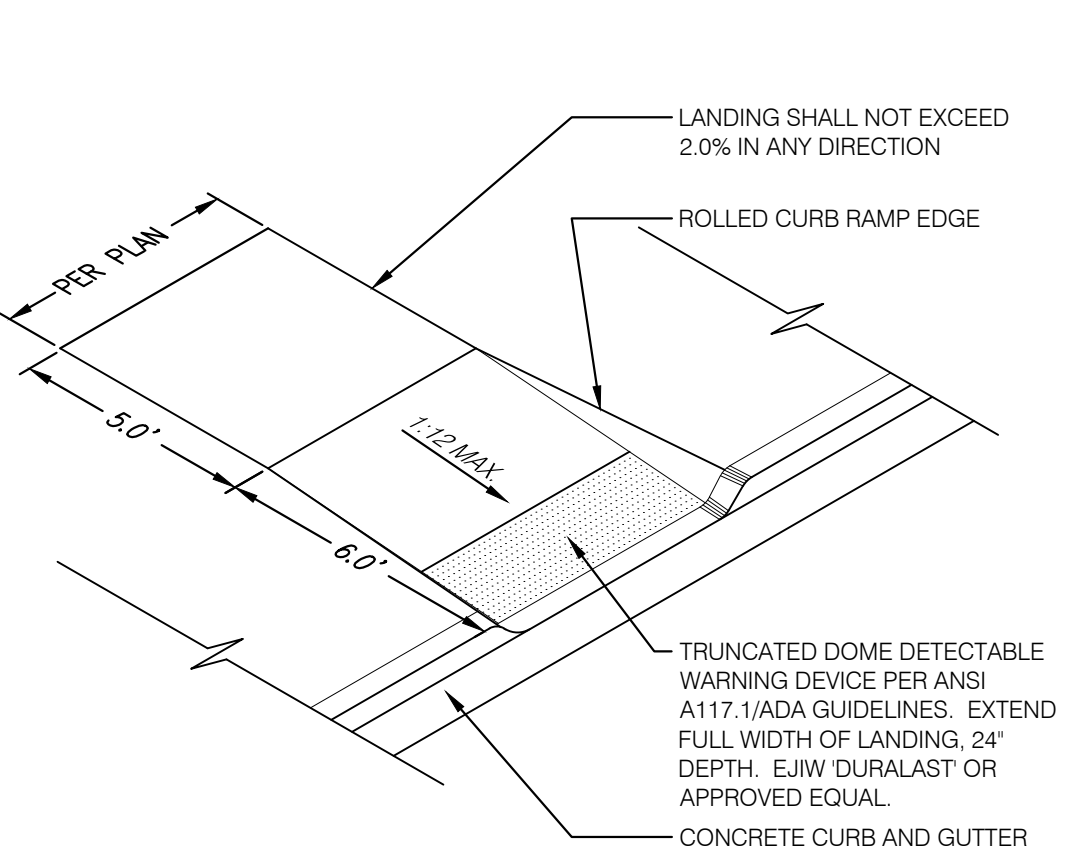 LANDING SHALL NOT EXCEED
2.0% IN ANY DIRECTION
ROLLED CURB RAMP EDGE
PER PLAN
5.0'
1:12 MAX.
6.0'
TRUNCATED DOME DETECTABLE
WARNING DEVICE PER ANSI
A117.1/ADA GUIDELINES. EXTEND
FULL WIDTH OF LANDING, 24"
DEPTH. EJIW 'DURALAST' OR
APPROVED EQUAL.
CONCRETE CURB AND GUTTER